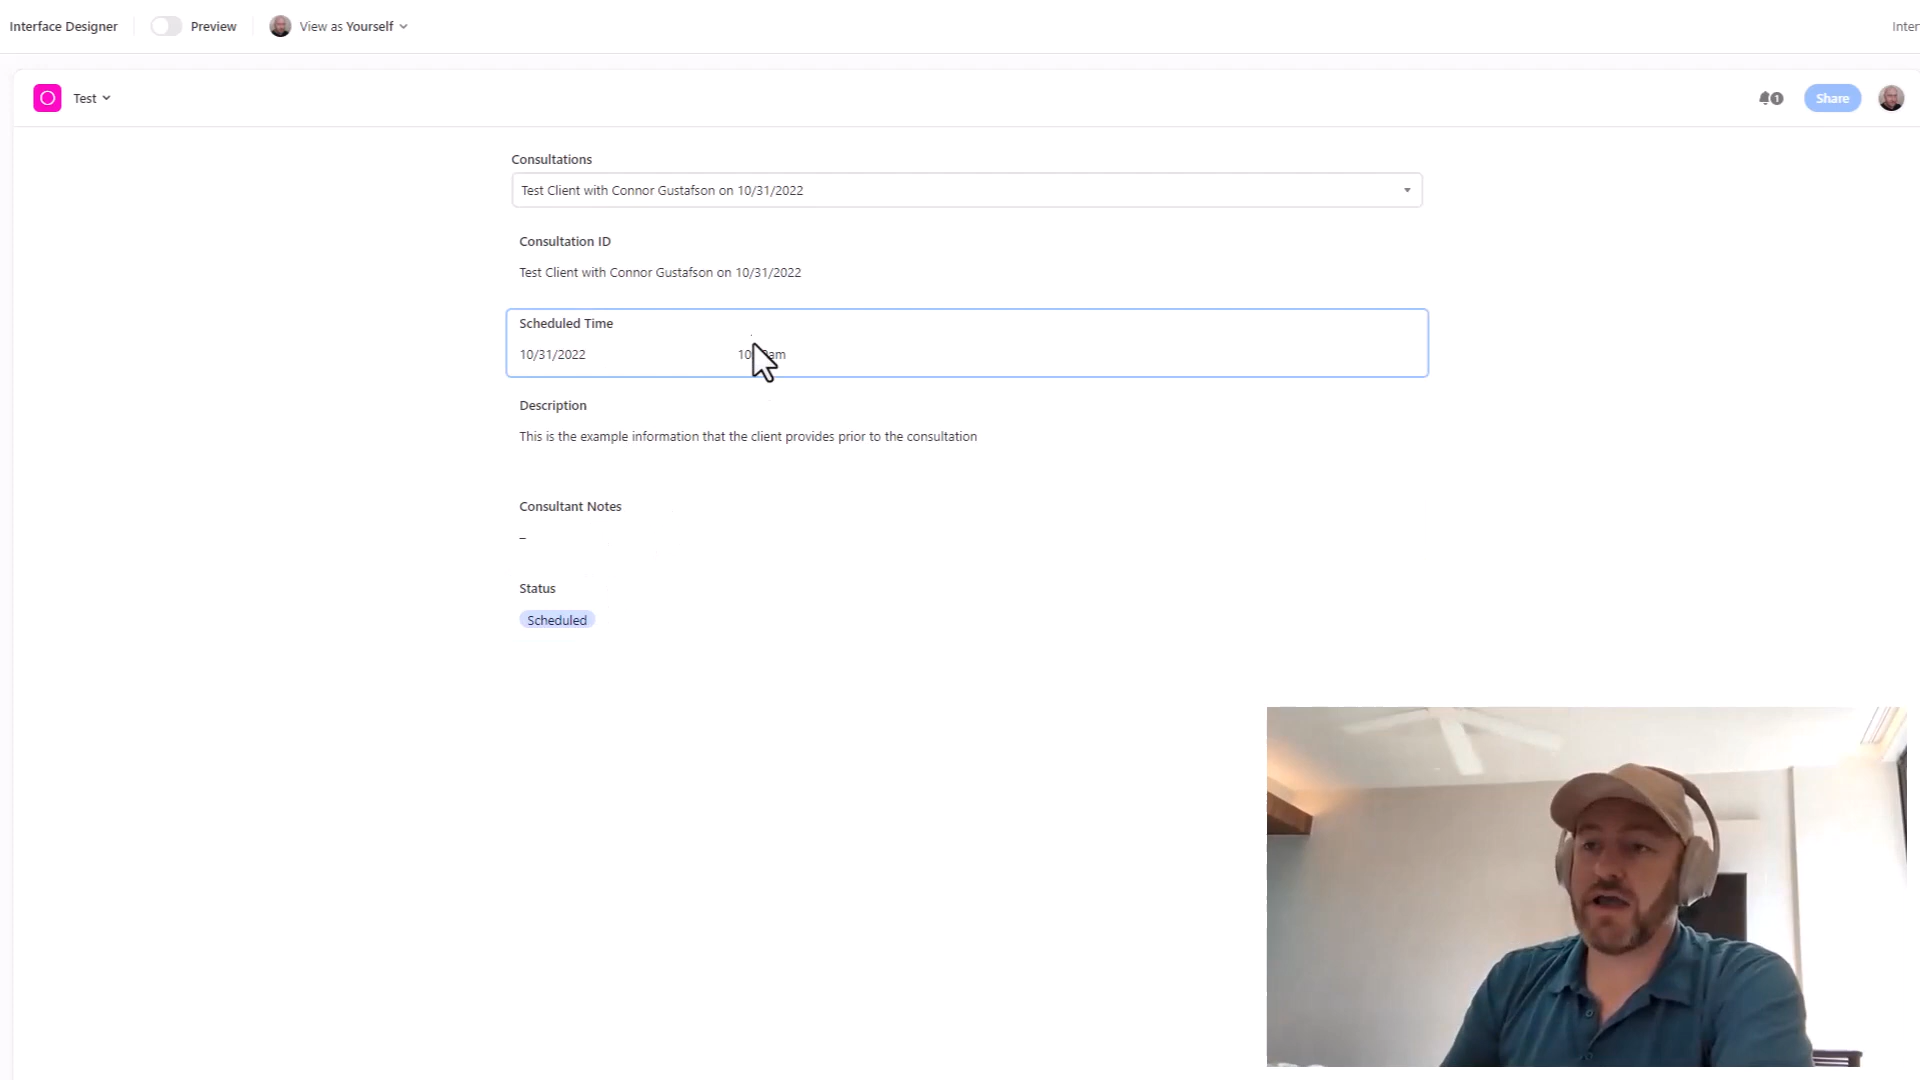 Interface Designer Preview View as Yourself
Inter
Test 1 Share
Consultations
Test Client with Connor Gustafson on 10/31/2022
Consultation ID
Test Client with Connor Gustafson on 10/31/2022
Scheduled Time
10/31/2022
Description
This is the example information that the client provides prior to the consultation
Consultant Notes
–
Status
Scheduled